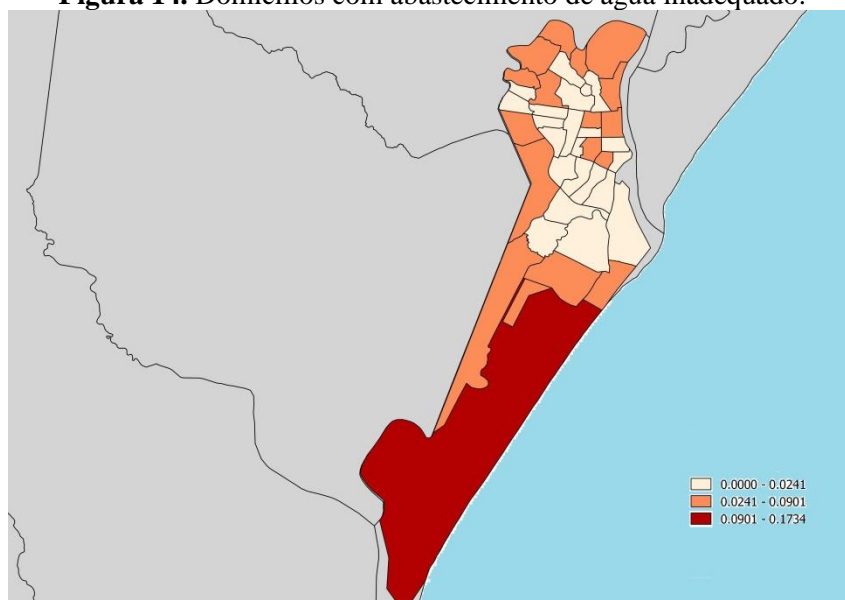 Figura 14. Domicílios com abastecimento de água inadequado.
0.0000 - 0.0241
0.0241 - 0.0901
0.0901 - 0.1734